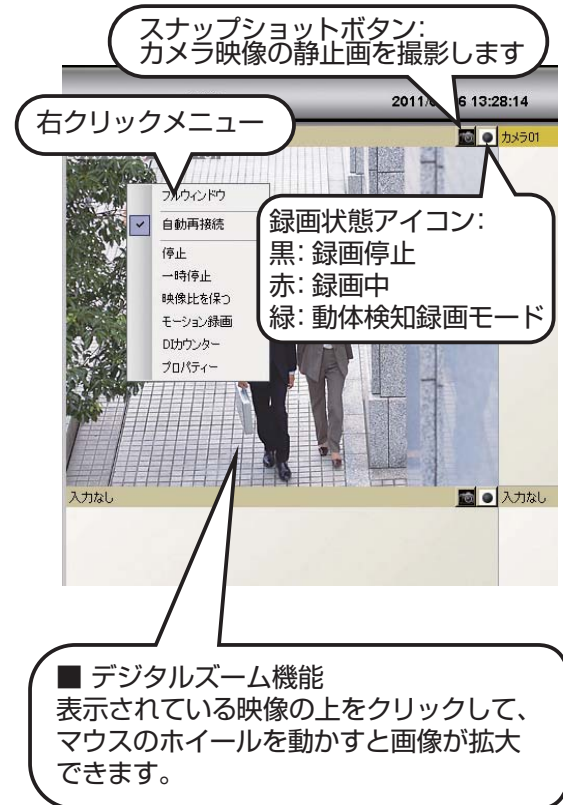 スナップショットボタン：
カメラ映像の静止画を撮影します
2011/0 6 13:28:14
右クリックメニュー
カメラ01
フルウィンドウ
自動再接続
停止
一時停止
映像比を保つ
モーション録画
DIカウンター
プロパティー
録画状態アイコン：
黒：録画停止
赤：録画中
緑：動体検知録画モード
入力なし
入力なし
■ デジタルズーム機能
表示されている映像の上をクリックして、
マウスのホイールを動かすと画像が拡大
できます。